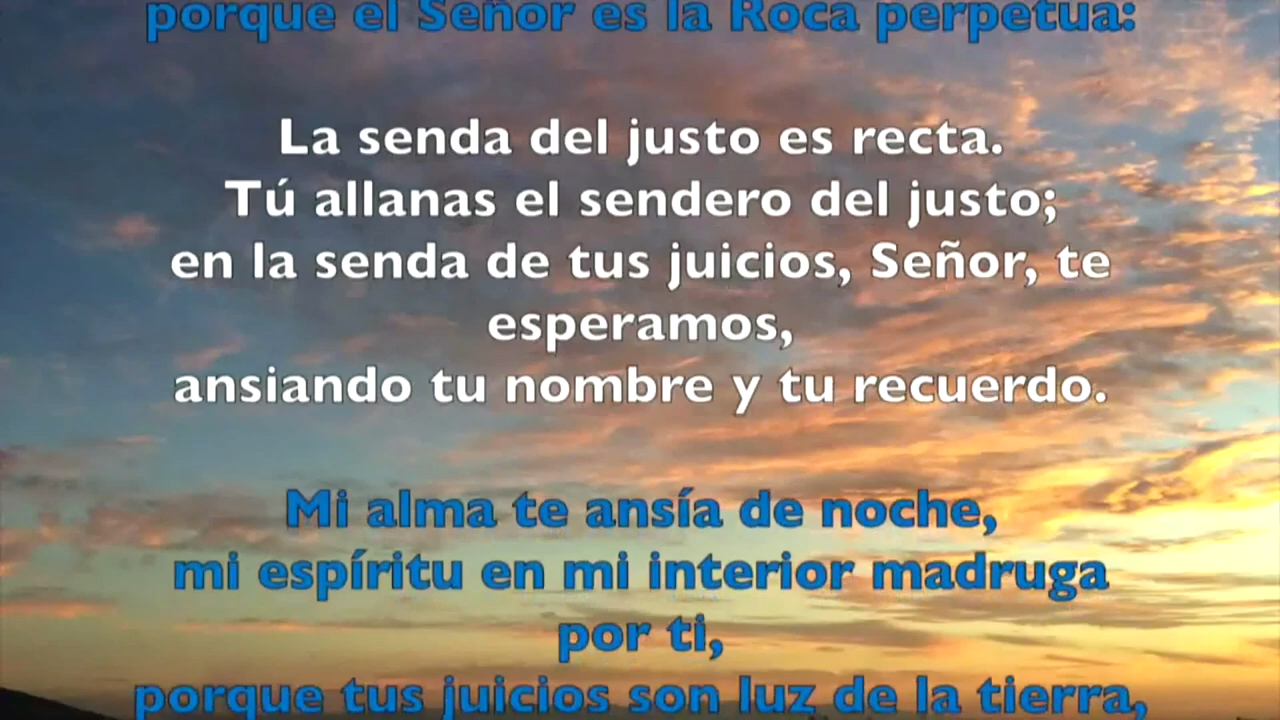 porque el Señor es la Roca perpetua:
La senda del justo es recta.
Tú allanas el sendero del justo;
en la senda de tus juicios, Señor, te
esperamos,
ansiando tu nombre y tu recuerdo.
Mi alma te ansía de noche,
mi espíritu en mi interior madruga
por ti,
porque tus juicios son luz de la tierra,